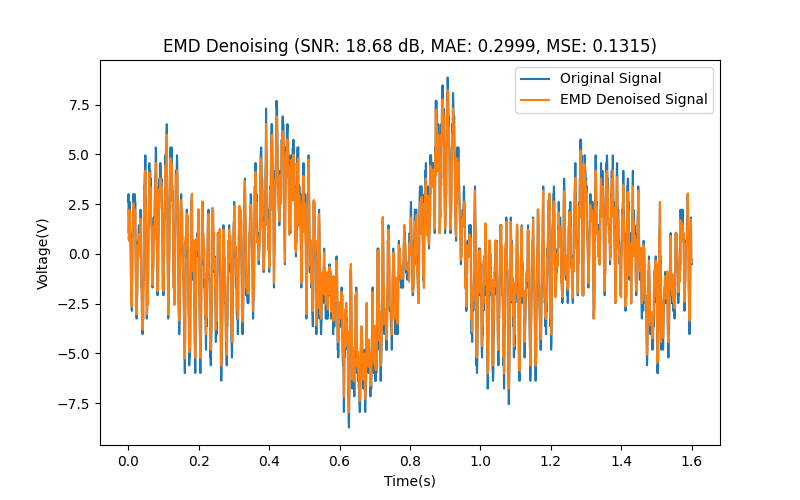 EMD Denoising (SNR: 18.68 dB, MAE: 0.2999, MSE: 0.1315)
Original Signal
EMD Denoised Signal
7.5
5.0
2.5
0.0
−2.5
−5.0
−7.5
Voltage(V)
0.0 0.2 0.4 0.6 0.8 1.0 1.2 1.4 1.6
Time(s)